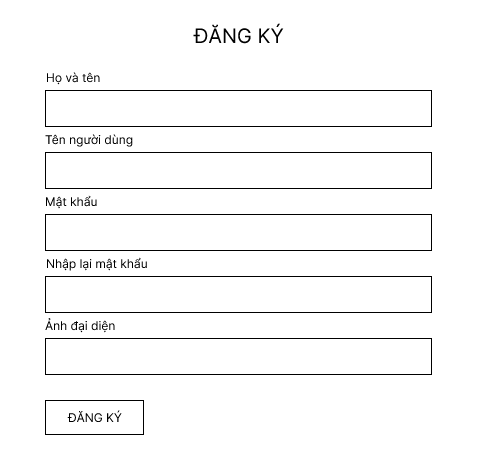 ĐĂNG KÝ
Họ và tên
Tên người dùng
Mật khẩu
Nhập lại mật khẩu
Ảnh đại diện
ĐĂNG KÝ